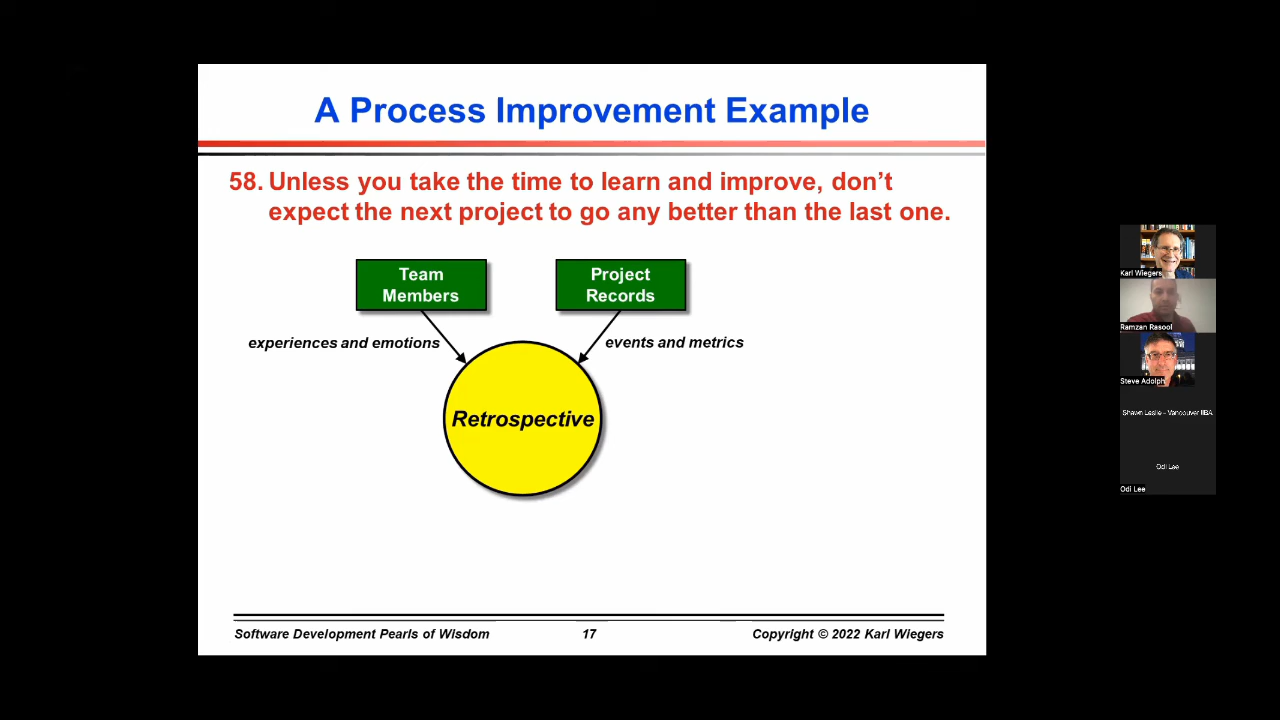 A Process Improvement Example
58. Unless you take the time to learn and improve, don't
expect the next project to go any better than the last one.
Team
Members
Project
Records
experiences and emotions
events and metrics
Retrospective
Software Development Pearls of Wisdom
17
Copyright © 2022 Karl Wiegers
Karl Wiegers
Ramzan Rasool
Steve Adolph
Shawn Leslie - Vancouver IIBA
Odi Lee
Odi Lee